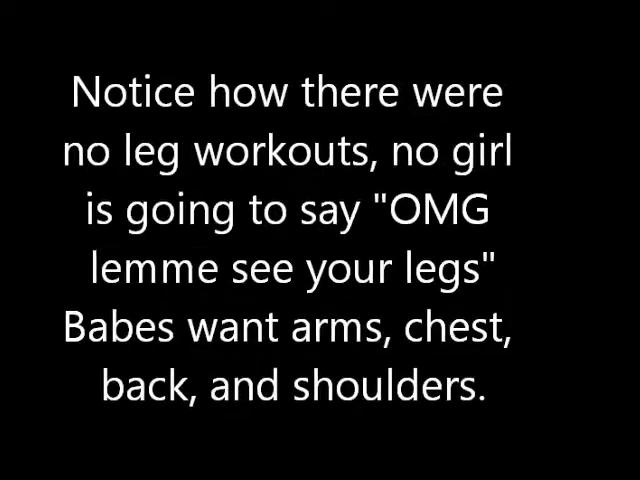 Notice how there were
no leg workouts, no girl
is going to say "OMG
lemme see your legs"
Babes want arms, chest,
back, and shoulders.